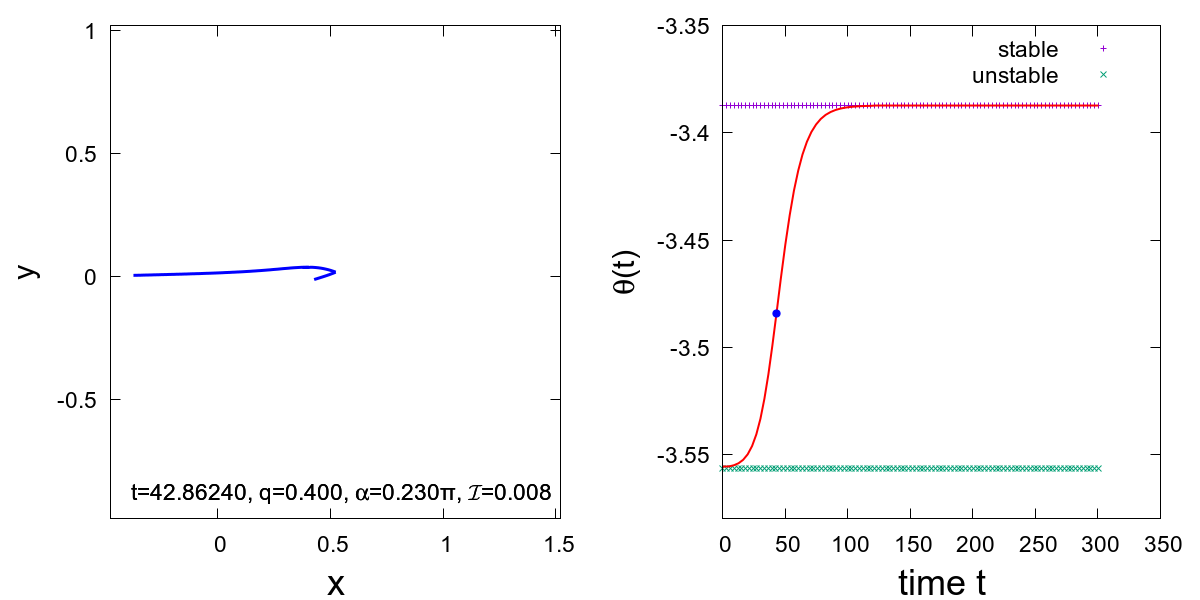 1
0.5
0
-0.5
y
t=42.86240, q=0.400, α=0.230π, ℐ=0.008
0 0.5 1 1.5
x
-3.35
-3.4
-3.45
-3.5
-3.55
θ(t)
stable
unstable
0 50 100 150 200 250 300 350
time t